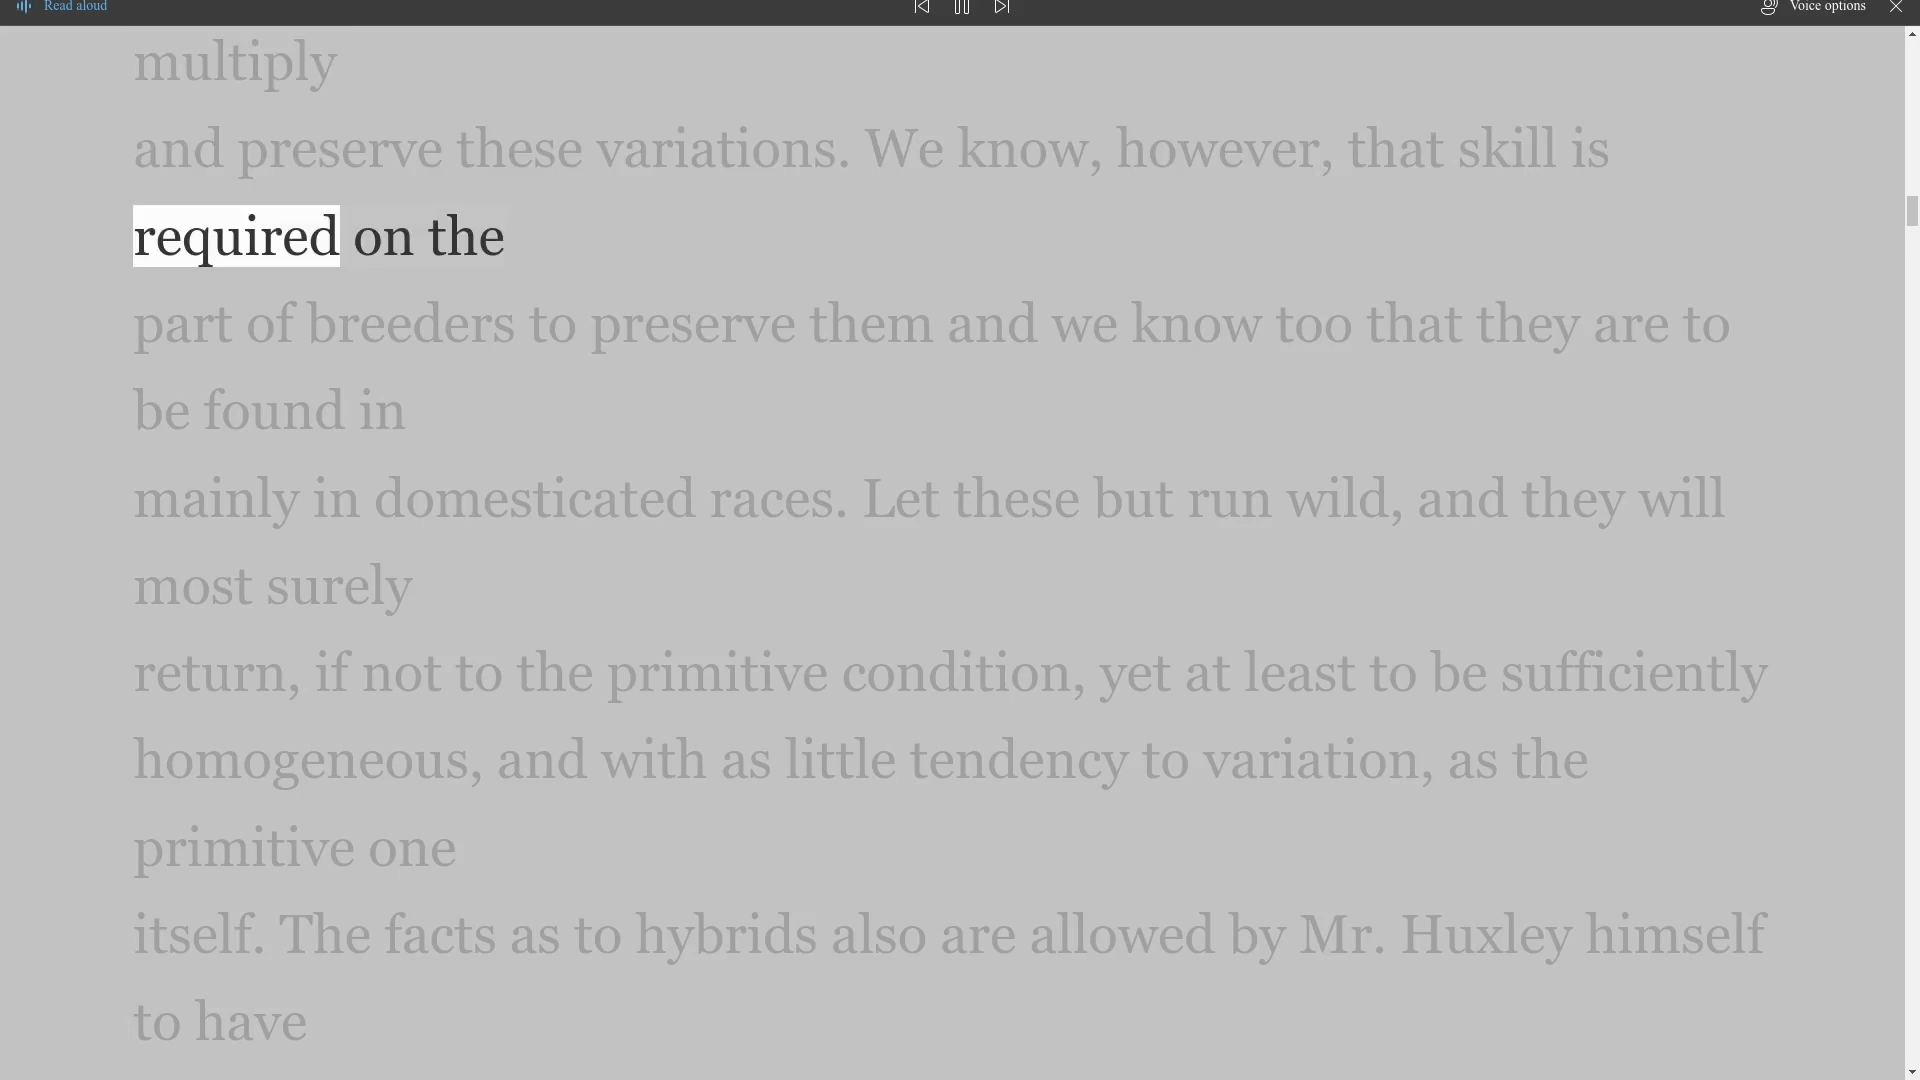 Read aloud
Voice options
multiply
and preserve these variations. We know, however, that skill is
required on the
part of breeders to preserve them and we know too that they are to
be found in
mainly in domesticated races. Let these but run wild, and they will
most surely
return, if not to the primitive condition, yet at least to be sufficiently
homogeneous, and with as little tendency to variation, as the
primitive one
itself. The facts as to hybrids also are allowed by Mr. Huxley himself
to have